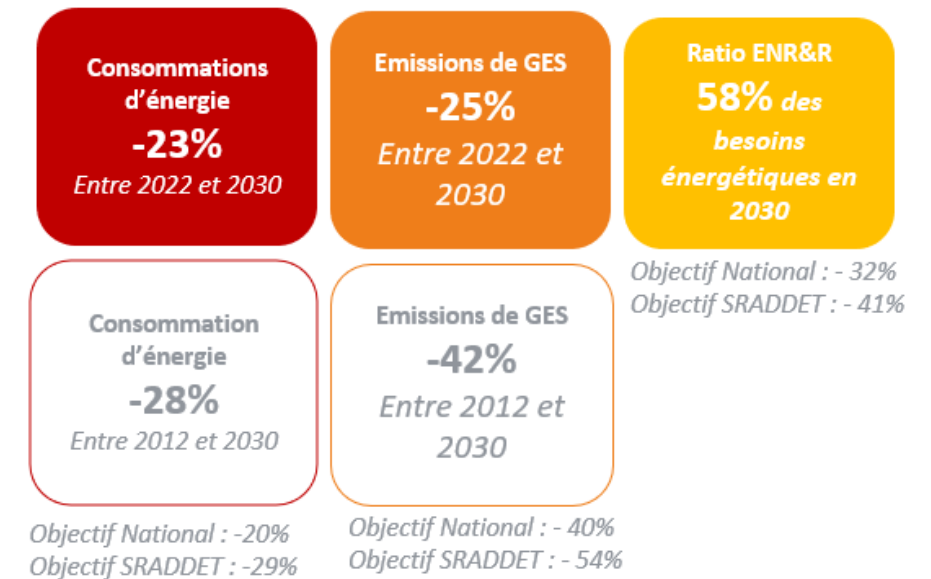 Consommations
d'énergie
-23%
Entre 2022 et 2030
Emissions de GES
-25%
Entre 2022 et
2030
Ratio ENR&R
58% des
besoins
énergétiques en
2030
Objectif National : - 32%
Objectif SRADDET : - 41%
Consommation
d'énergie
-28%
Entre 2012 et 2030
Objectif National : -20%
Objectif SRADDET : -29%
Emissions de GES
-42%
Entre 2012 et
2030
Objectif National : - 40%
Objectif SRADDET : - 54%